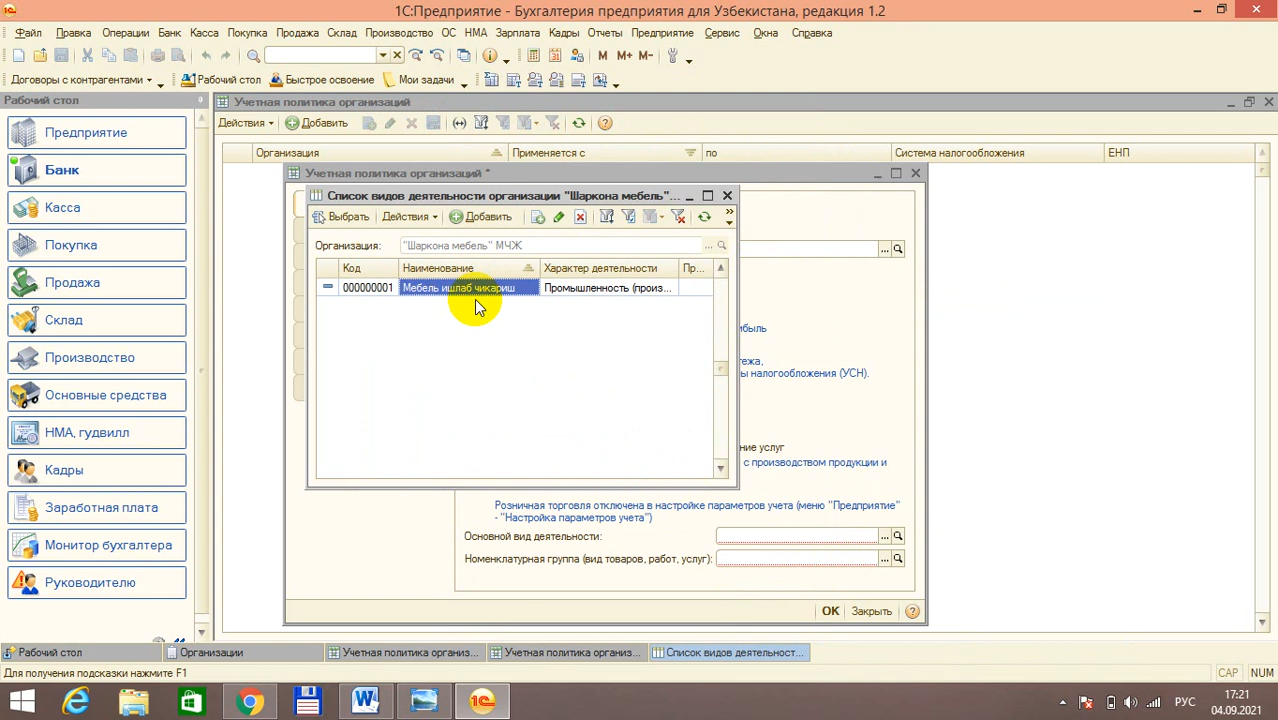 1С:Предприятие - Бухгалтерия предприятия для Узбекистана, редакция 1.2
Файл Правка Операции Банк Касса Покупка Продажа Склад Производство ОС НМА Зарплата Кадры Отчеты Предприятие Сервис Окна Справка
M M+ M-
Договоры с контрагентами Рабочий стол Быстрое освоение Мои задачи
Рабочий стол
Предприятие
Банк
Касса
Покупка
Продажа
Склад
Производство
Основные средства
НМА, гудвилл
Кадры
Заработная плата
Монитор бухгалтера
Руководителю
Учетная политика организаций
Действия Добавить
Организация Применяется с по Система налогообложения ЕНП
Учетная политика организаций *
Список видов деятельности организации "Шаркона мебель"...
Выбрать Действия Добавить
Организация: "Шаркона мебель" МЧЖ
Код Наименование Характер деятельности Пр...
000000001 Мебель ишлаб чикариш Промышленность (произ...
ибыль
тежа,
ы налогообложения (УСН).
ние услуг
с производством продукции и
Розничная торговля отключена в настройке параметров учета (меню "Предприятие"
- "Настройка параметров учета")
Основной вид деятельности:
Номенклатурная группа (вид товаров, работ, услуг):
OK Закрыть
Рабочий стол Организации Учетная политика организ... Учетная политика организ... Список видов деятельност...
Для получения подсказки нажмите F1
CAP NUM
РУС
17:21
04.09.2021